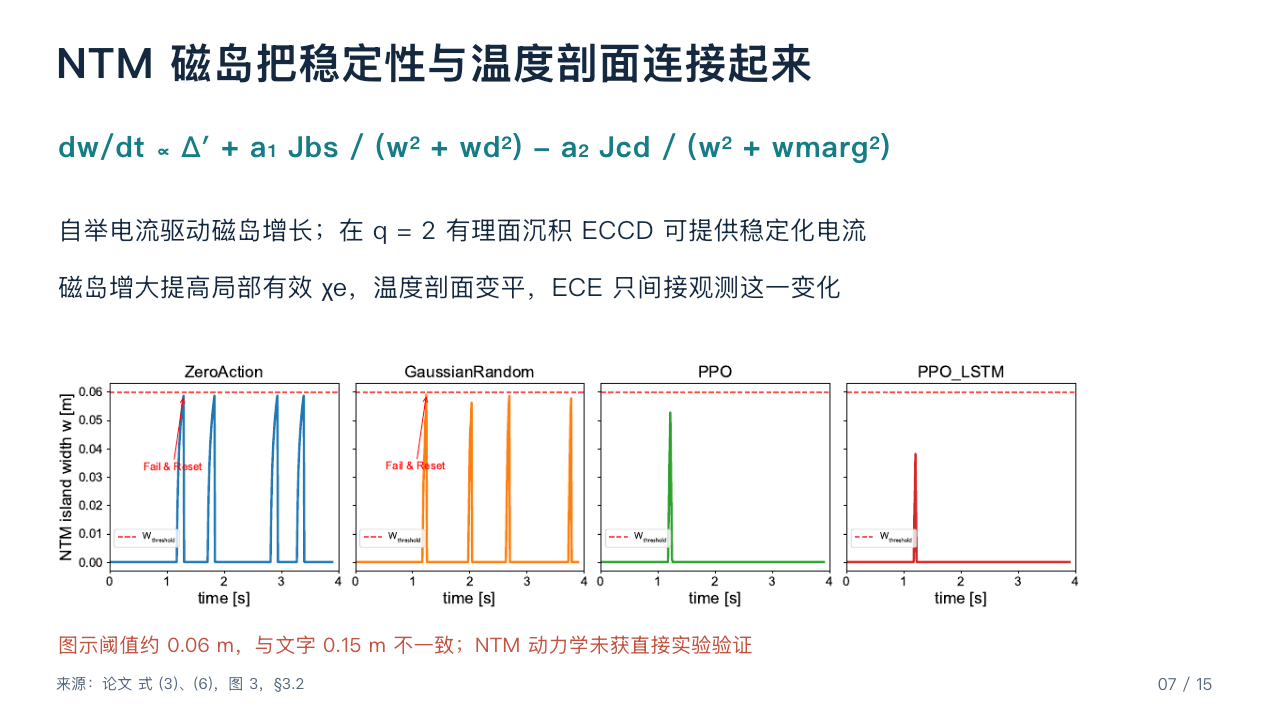 NTM 磁岛把稳定性与温度剖面连接起来
dw/dt ∝ Δ′ + a₁ Jbs / (w² + wd²) − a₂ Jcd / (w² + wmarg²)
自举电流驱动磁岛增长；在 q = 2 有理面沉积 ECCD 可提供稳定化电流
磁岛增大提高局部有效 χe，温度剖面变平，ECE 只间接观测这一变化
ZeroAction
GaussianRandom
PPO
PPO_LSTM
NTM island width w [m]
0.06
0.05
0.04
0.03
0.02
0.01
0.00
Fail & Reset
Fail & Reset
W threshold
W threshold
W threshold
W threshold
0 1 2 3 4
0 1 2 3 4
0 1 2 3 4
0 1 2 3 4
time [s]
time [s]
time [s]
time [s]
图示阈值约 0.06 m，与文字 0.15 m 不一致；NTM 动力学未获直接实验验证
来源：论文 式 (3)、(6)，图 3，§3.2
07 / 15